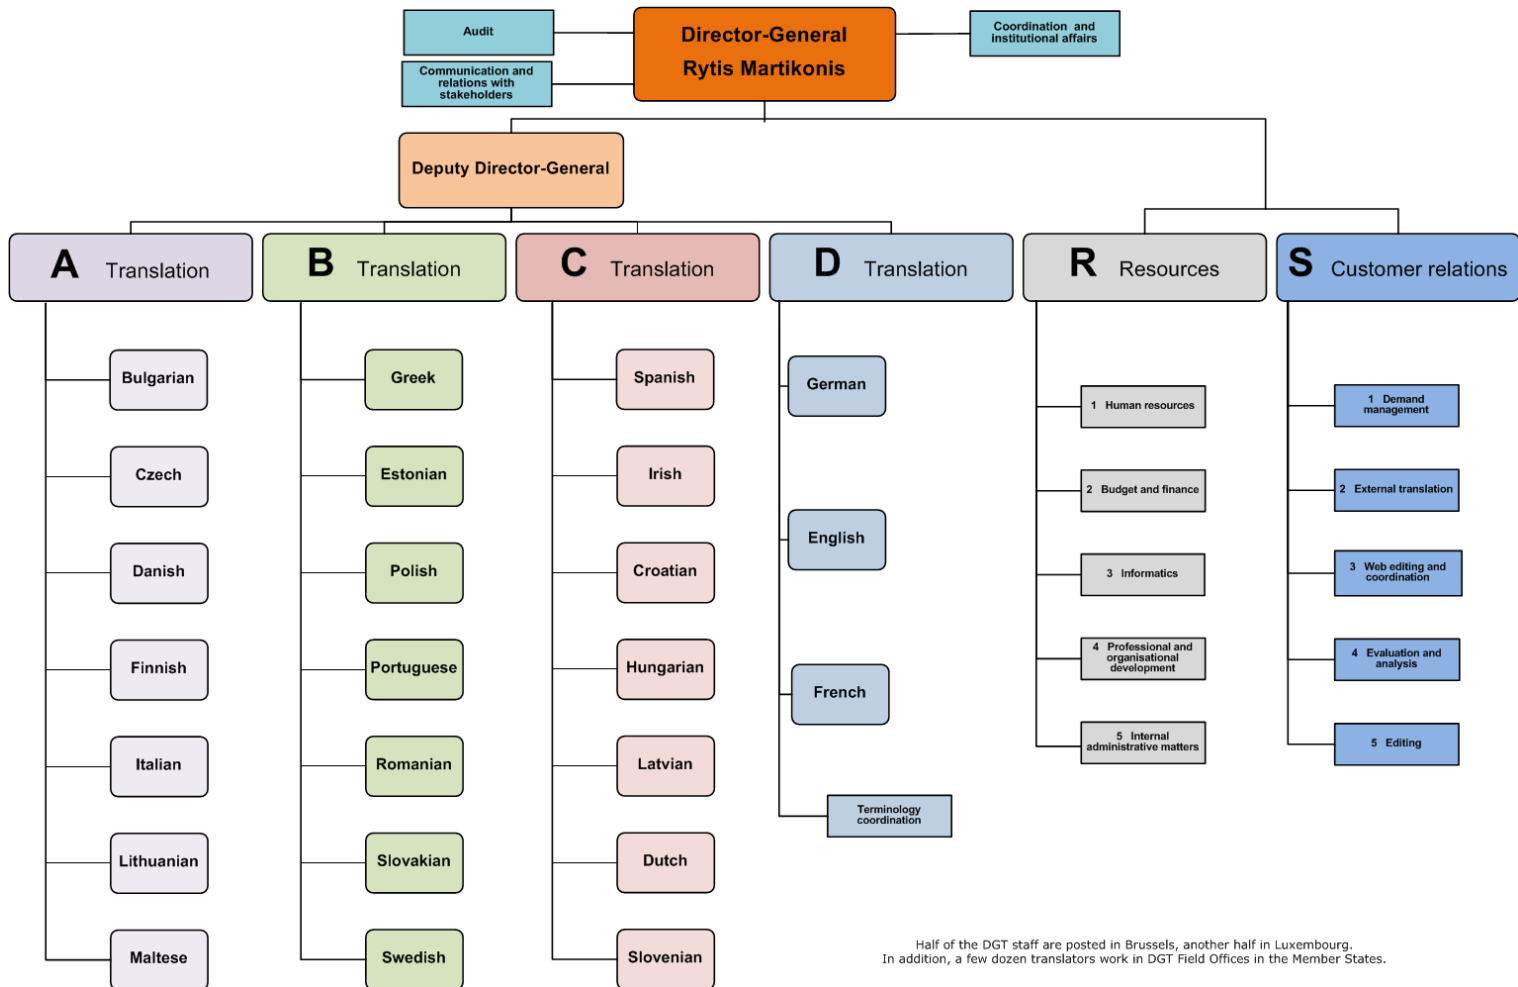 Audit
Director-General
Rytis Martikonis
Coordination and
institutional affairs
Communication and
relations with
stakeholders
Deputy Director-General
A Translation
B Translation
C Translation
D Translation
R Resources
S Customer relations
Bulgarian
Czech
Danish
Finnish
Italian
Lithuanian
Maltese
Greek
Estonian
Polish
Portuguese
Romanian
Slovakian
Swedish
Spanish
Irish
Croatian
Hungarian
Latvian
Dutch
Slovenian
German
English
French
Terminology
coordination
1 Human resources
2 Budget and finance
3 Informatics
4 Professional and
organisational
development
5 Internal
administrative matters
1 Demand
management
2 External translation
3 Web editing and
coordination
4 Evaluation and
analysis
5 Editing
Half of the DGT staff are posted in Brussels, another half in Luxembourg.
In addition, a few dozen translators work in DGT Field Offices in the Member States.